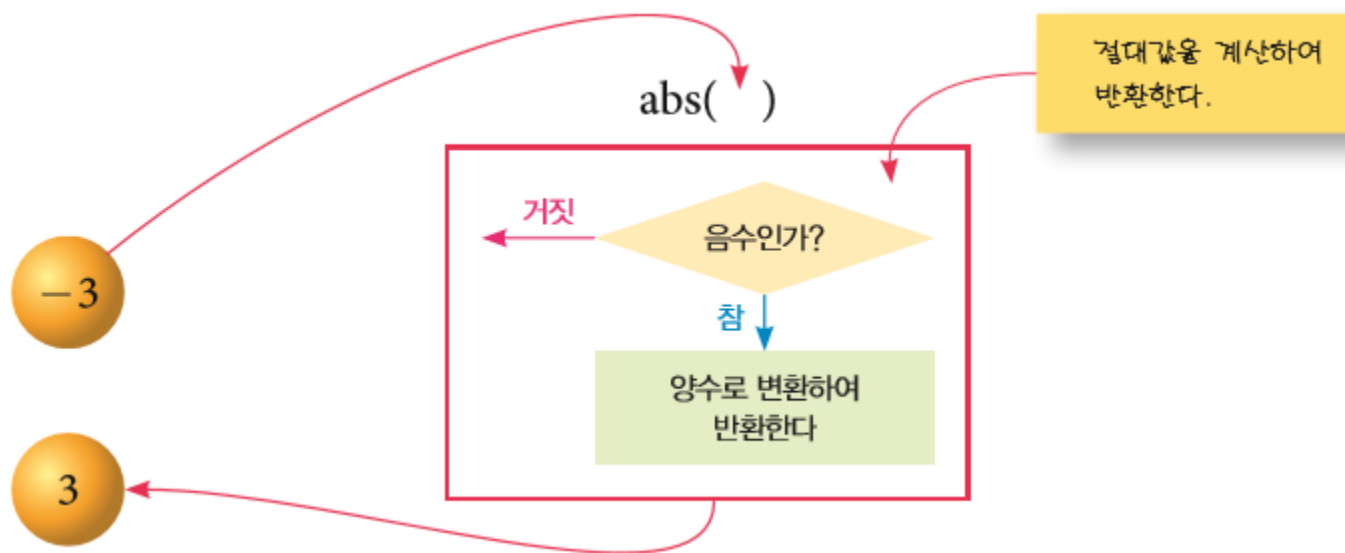 절대값을 계산하여
반환한다.
abs( )
거짓
음수인가?
-3
참
양수로 변환하여
반환한다
3